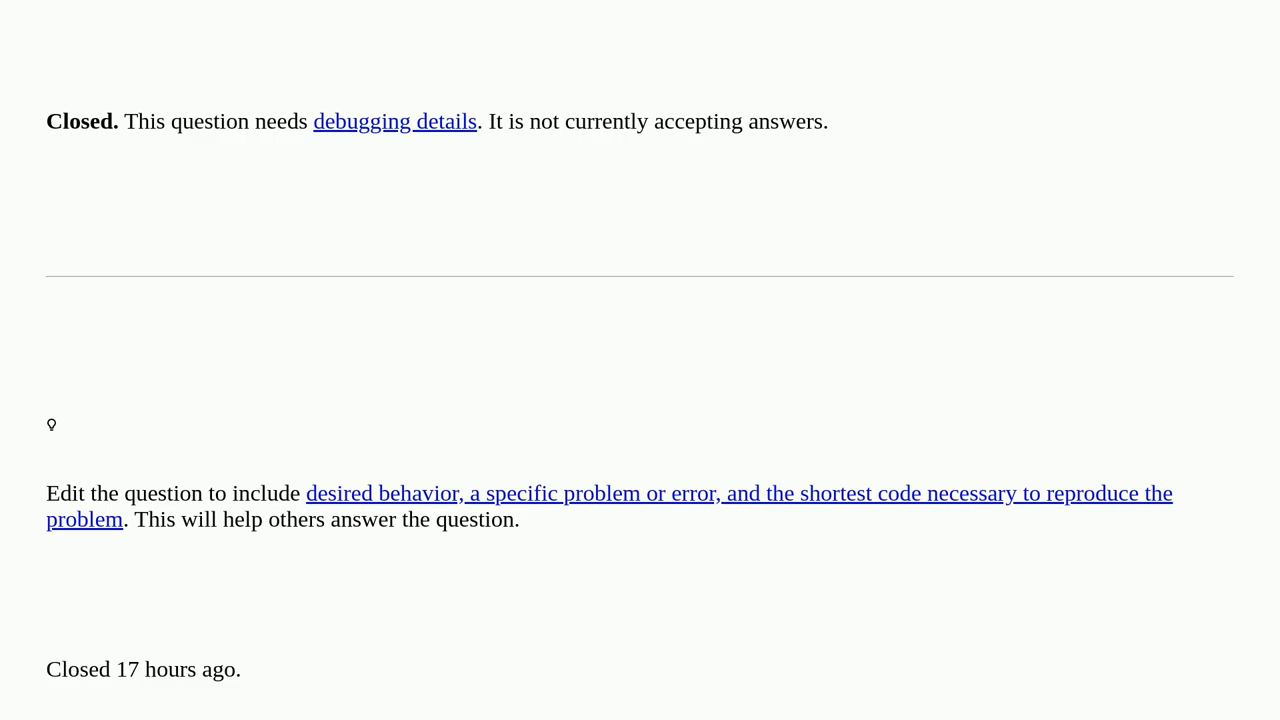 Closed. This question needs debugging details. It is not currently accepting answers.
Edit the question to include desired behavior, a specific problem or error, and the shortest code necessary to reproduce the
problem. This will help others answer the question.
Closed 17 hours ago.